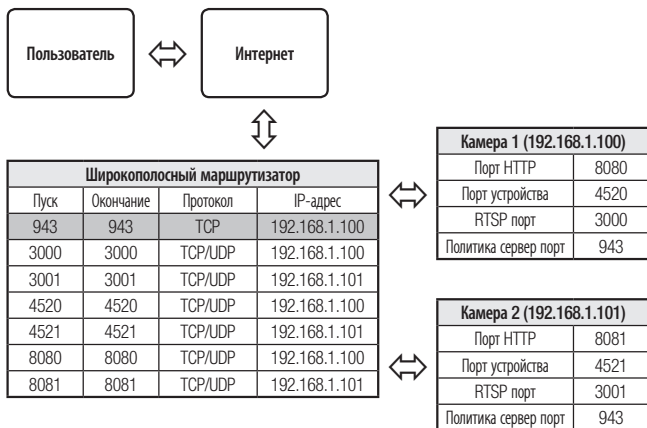 Пользователь
Интернет
Широкополосный маршрутизатор
Пуск Окончание Протокол IP-адрес
943 943 TCP 192.168.1.100
3000 3000 TCP/UDP 192.168.1.100
3001 3001 TCP/UDP 192.168.1.101
4520 4520 TCP/UDP 192.168.1.100
4521 4521 TCP/UDP 192.168.1.101
8080 8080 TCP/UDP 192.168.1.100
8081 8081 TCP/UDP 192.168.1.101
Камера 1 (192.168.1.100)
Порт HTTP 8080
Порт устройства 4520
RTSP порт 3000
Политика сервер порт 943
Камера 2 (192.168.1.101)
Порт HTTP 8081
Порт устройства 4521
RTSP порт 3001
Политика сервер порт 943